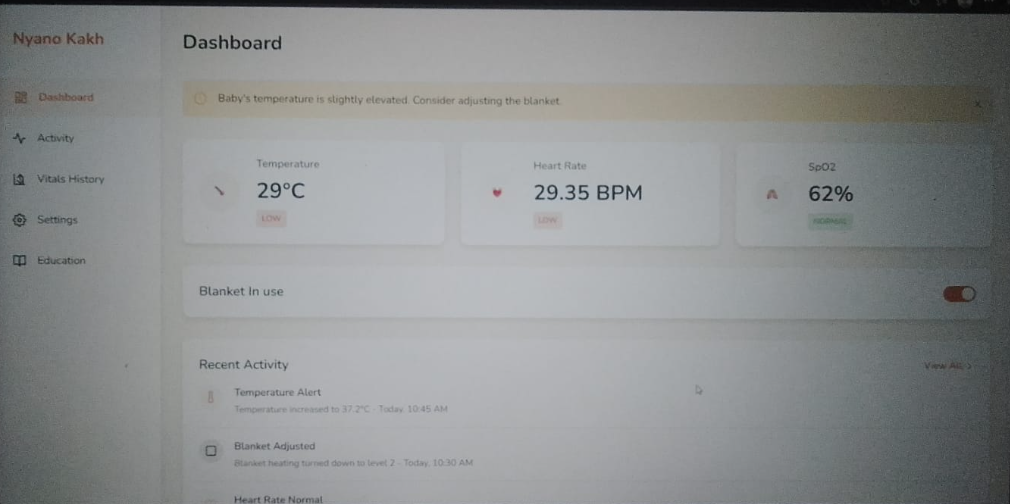 Nyano Kakh
Dashboard
Dashboard
Activity
Vitals History
Settings
Education
Baby's temperature is slightly elevated. Consider adjusting the blanket.
Temperature
29°C
LOW
Heart Rate
29.35 BPM
LOW
SpO2
62%
NORMAL
Blanket In use
Recent Activity
View All
Temperature Alert
Temperature increased to 37.2°C · Today, 10:45 AM
Blanket Adjusted
Blanket heating turned down to level 2 · Today, 10:30 AM
Heart Rate Normal